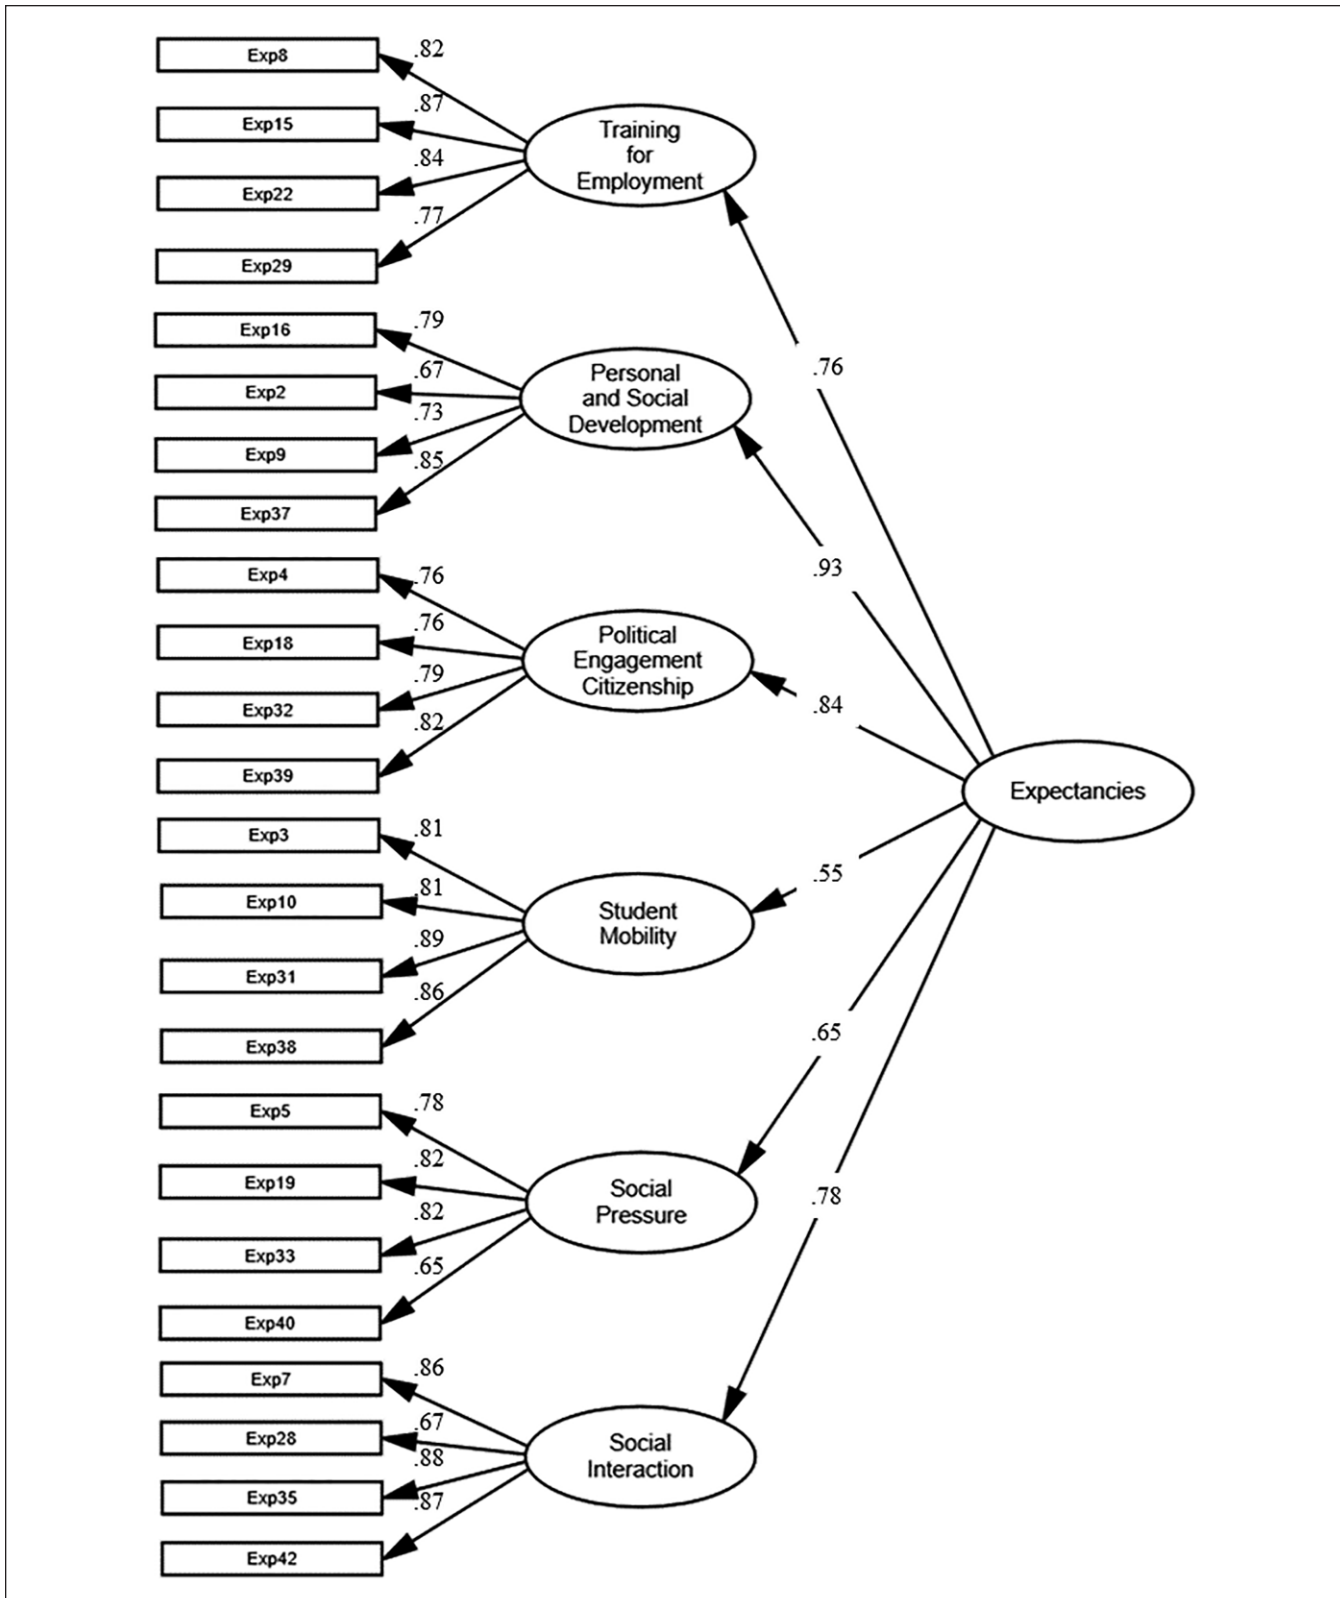 Exp8
.82
Exp15
.87
Exp22
.84
Exp29
.77
Training
for
Employment
Exp16
.79
Exp2
.67
Exp9
.73
Exp37
.85
Personal
and Social
Development
Exp4
.76
Exp18
.76
Exp32
.79
Exp39
.82
Political
Engagement
Citizenship
Exp3
.81
Exp10
.81
Exp31
.89
Exp38
.86
Student
Mobility
Exp5
.78
Exp19
.82
Exp33
.82
Exp40
.65
Social
Pressure
Exp7
.86
Exp28
.67
Exp35
.88
Exp42
.87
Social
Interaction
.76
.93
.84
.55
.65
.78
Expectancies